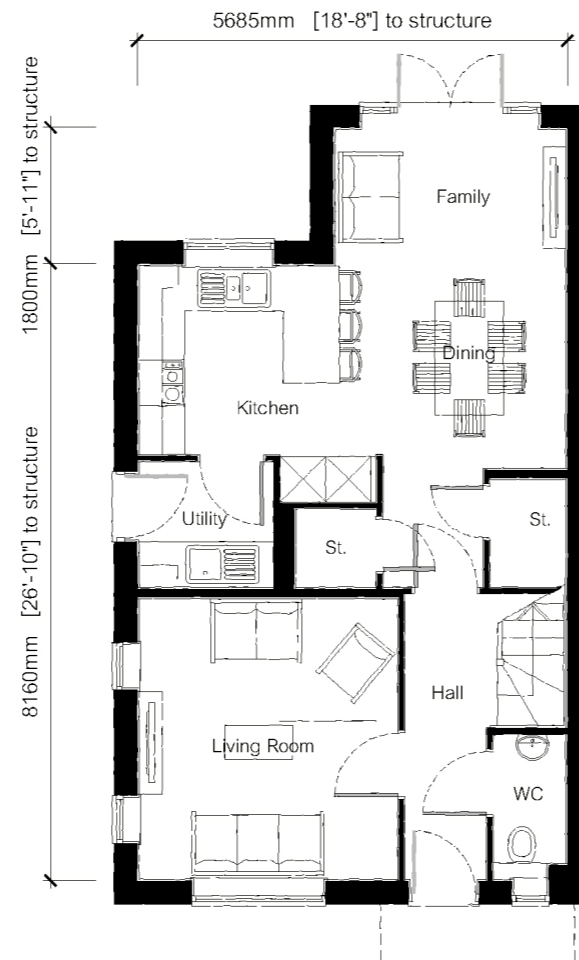 5685mm [18'-8"] to structure
1800mm [5'-11"] to structure
8160mm [26'-10"] to structure
Family
Dining
Kitchen
Utility
St.
St.
Hall
Living Room
WC